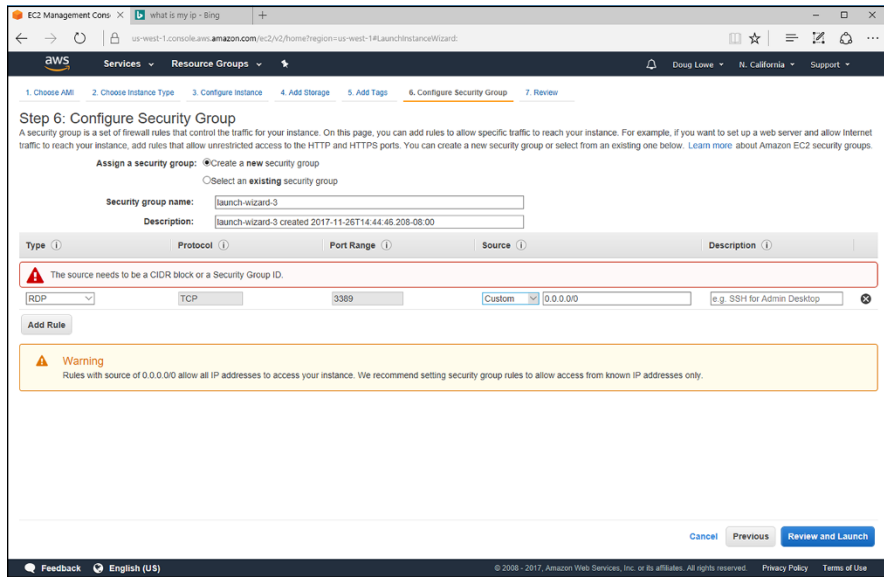 EC2 Management Cons
what is my ip - Bing
us-west-1.console.aws.amazon.com/ec2/v2/home?region=us-west-1#LaunchInstanceWizard:
aws Services Resource Groups Doug Lowe N. California Support
1. Choose AMI 2. Choose Instance Type 3. Configure Instance 4. Add Storage 5. Add Tags 6. Configure Security Group 7. Review
Step 6: Configure Security Group
A security group is a set of firewall rules that control the traffic for your instance. On this page, you can add rules to allow specific traffic to reach your instance. For example, if you want to set up a web server and allow Internet
traffic to reach your instance, add rules that allow unrestricted access to the HTTP and HTTPS ports. You can create a new security group or select from an existing one below. Learn more about Amazon EC2 security groups.
Assign a security group: Create a new security group
Select an existing security group
Security group name: launch-wizard-3
Description: launch-wizard-3 created 2017-11-26T14:44:46.208-08:00
Type Protocol Port Range Source Description
The source needs to be a CIDR block or a Security Group ID.
RDP TCP 3389 Custom 0.0.0.0/0 e.g. SSH for Admin Desktop
Add Rule
Warning
Rules with source of 0.0.0.0/0 allow all IP addresses to access your instance. We recommend setting security group rules to allow access from known IP addresses only.
Cancel Previous Review and Launch
Feedback English (US) © 2008 - 2017, Amazon Web Services, Inc. or its affiliates. All rights reserved. Privacy Policy Terms of Use